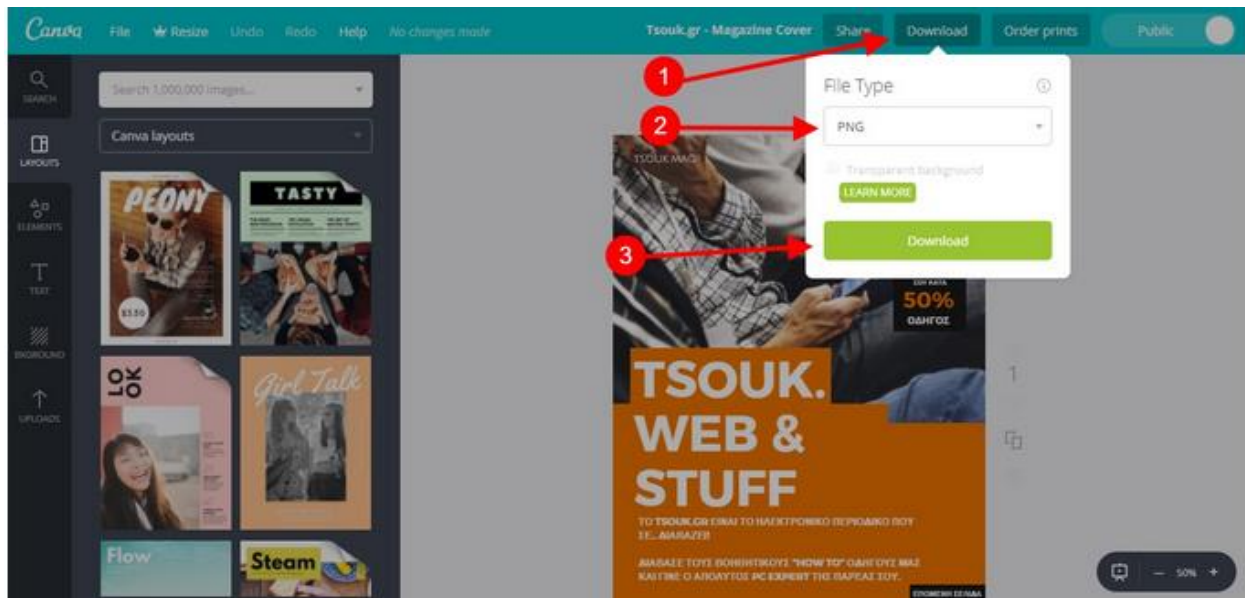 Canva
File
Resize
Undo
Redo
Help
No changes made
Tsouk.gr - Magazine Cover
Share
Download
Order prints
Public
SEARCH
LAYOUTS
ELEMENTS
TEXT
BKGROUND
UPLOADS
Search 1,000,000 images...
Canva layouts
PEONY
$3.50
TASTY
LO
OK
Girl Talk
Flow
Steam
1
2
3
File Type
PNG
Transparent background
LEARN MORE
Download
TSOUK MAG
50%
ΟΔΗΓΟΣ
TSOUK.
WEB &
STUFF
ΤΟ TSOUK.GR ΕΙΝΑΙ ΤΟ ΗΛΕΚΤΡΟΝΙΚΟ ΠΕΡΙΟΔΙΚΟ ΠΟΥ
ΣΕ... ΔΙΑΒΑΖΕΙ!
ΔΙΑΒΑΣΕ ΤΟΥΣ ΒΟΗΘΗΤΙΚΟΥΣ "HOW TO" ΟΔΗΓΟΥΣ ΜΑΣ
ΚΑΙ ΓΙΝΕ Ο ΑΠΟΛΥΤΟΣ PC EXPERT ΤΗΣ ΠΑΡΕΑΣ ΣΟΥ.
ΕΠΟΜΕΝΗ ΣΕΛΙΔΑ
1
50%